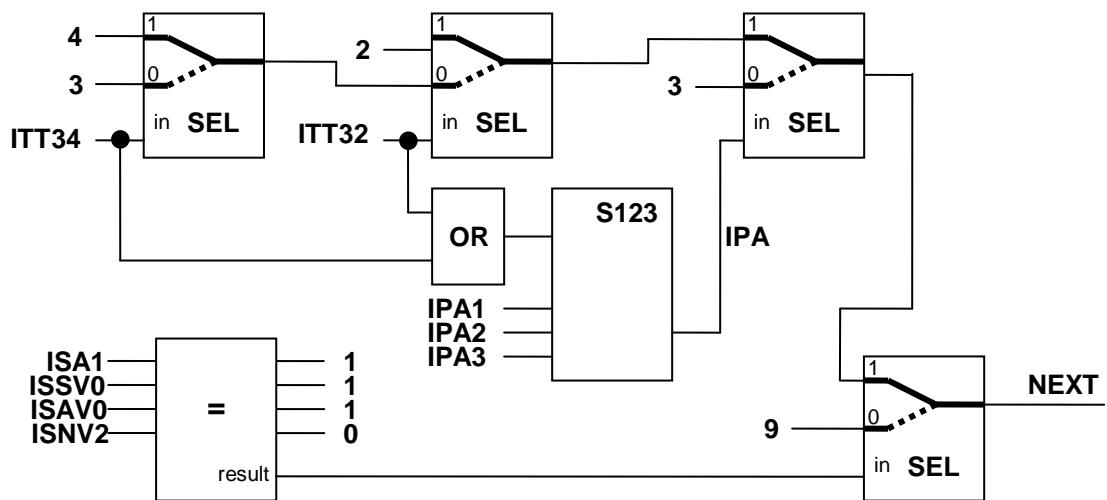 4
1
0
3
ITT34
in SEL
2
1
0
ITT32
in SEL
1
0
3
in SEL
OR
S123
IPA
IPA1
IPA2
IPA3
ISA1
ISSV0
ISAV0
ISNV2
=
1
1
1
0
result
1
0
9
in SEL
NEXT